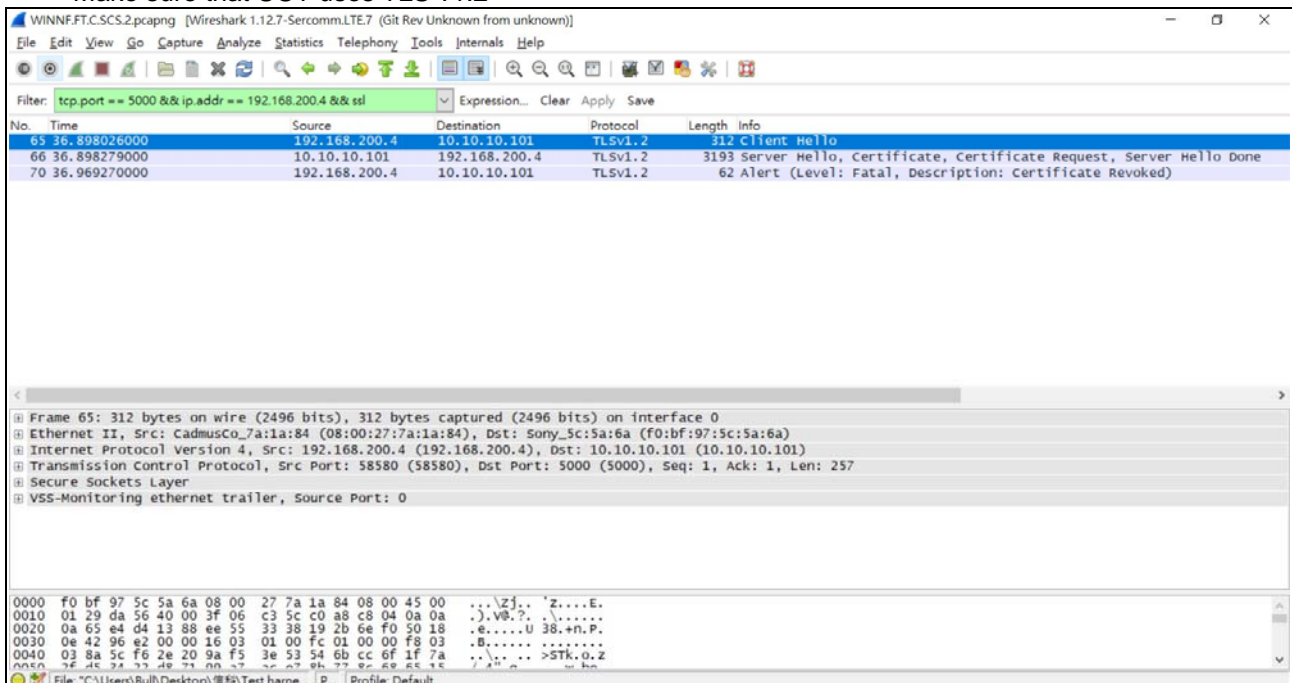 WINNF.FT.C.SCS.2.pcapng [Wireshark 1.12.7-Sercomm.LTE.7 (Git Rev Unknown from unknown)]
File Edit View Go Capture Analyze Statistics Telephony Tools Internals Help
Filter: tcp.port == 5000 && ip.addr == 192.168.200.4 && ssl Expression... Clear Apply Save
No. Time Source Destination Protocol Length Info
65 36.898026000 192.168.200.4 10.10.10.101 TLSv1.2 312 Client Hello
66 36.898279000 10.10.10.101 192.168.200.4 TLSv1.2 3193 Server Hello, Certificate, Certificate Request, Server Hello Done
70 36.969270000 192.168.200.4 10.10.10.101 TLSv1.2 62 Alert (Level: Fatal, Description: Certificate Revoked)
Frame 65: 312 bytes on wire (2496 bits), 312 bytes captured (2496 bits) on interface 0
Ethernet II, Src: CadmusCo_7a:1a:84 (08:00:27:7a:1a:84), Dst: Sony_5c:5a:6a (f0:bf:97:5c:5a:6a)
Internet Protocol Version 4, Src: 192.168.200.4 (192.168.200.4), Dst: 10.10.10.101 (10.10.10.101)
Transmission Control Protocol, Src Port: 58580 (58580), Dst Port: 5000 (5000), Seq: 1, Ack: 1, Len: 257
Secure Sockets Layer
VSS-Monitoring ethernet trailer, Source Port: 0
0000 f0 bf 97 5c 5a 6a 08 00 27 7a 1a 84 08 00 45 00 ...\Zj.. 'z....E.
0010 01 29 da 56 40 00 3f 06 c3 5c c0 a8 c8 04 0a 0a .).V@.?. .\......
0020 0a 65 e4 d4 13 88 ee 55 33 38 19 2b 6e f0 50 18 .e.....U 38.+n.P.
0030 0e 42 96 e2 00 00 16 03 01 00 fc 01 00 00 f8 03 .B...... ........
0040 03 8a 5c f6 2e 20 9a f5 3e 53 54 6b cc 6f 1f 7a ..\.. .. >STk.o.z
File: "C:\Users\Bull\Desktop\ Test harne... P... Profile: Default